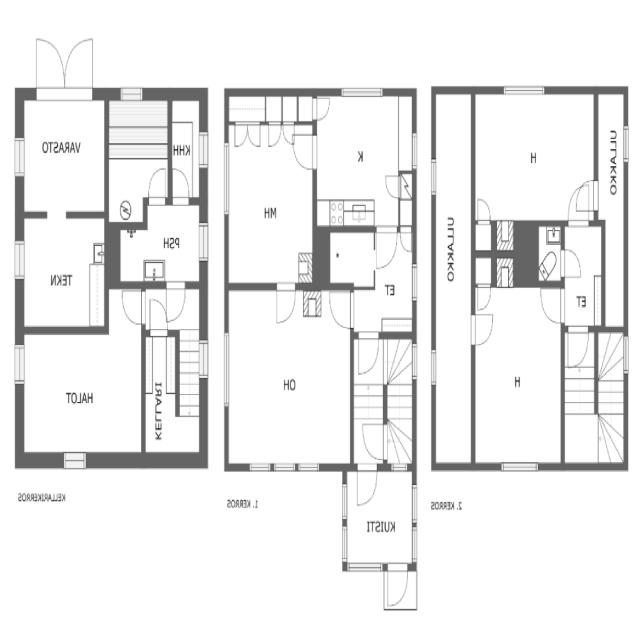 VARASTO
KHH
TEKN
PSH
HALOT
KELLARI
KELLARIKERROS
K
MH
ET
OH
KUISTI
1. KERROS
H
ULLAKKO
ULLAKKO
ET
H
2. KERROS